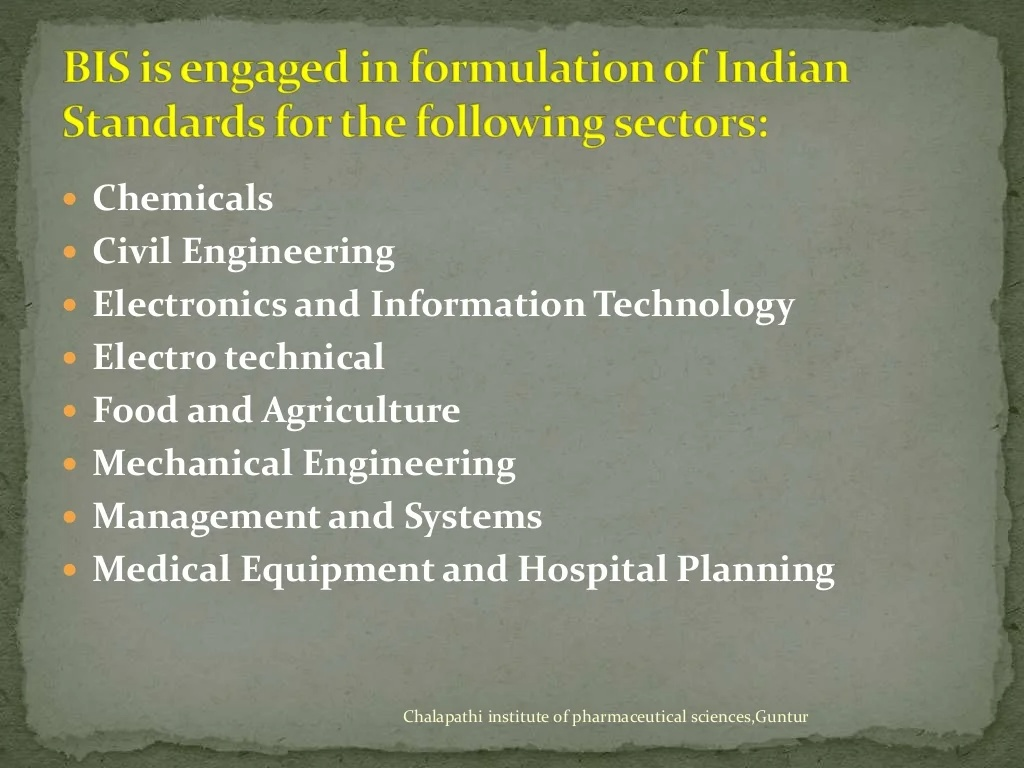 BIS is engaged in formulation of Indian
Standards for the following sectors:
• Chemicals
• Civil Engineering
• Electronics and Information Technology
• Electro technical
• Food and Agriculture
• Mechanical Engineering
• Management and Systems
• Medical Equipment and Hospital Planning
Chalapathi institute of pharmaceutical sciences,Guntur